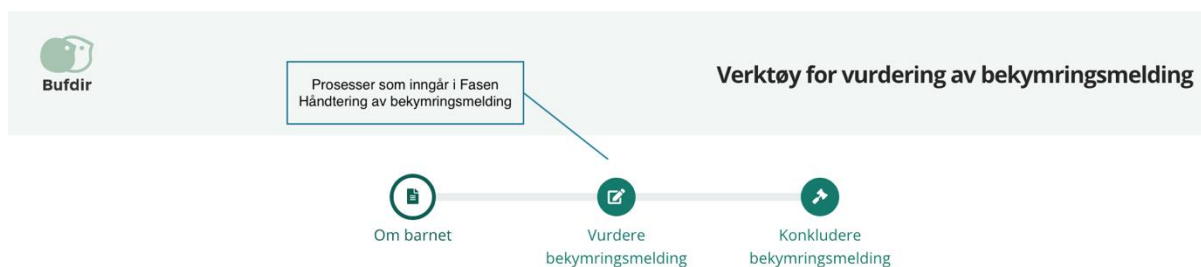 Bufdir
Prosesser som inngår i Fasen
Håndtering av bekymringsmelding
Verktøy for vurdering av bekymringsmelding
Om barnet
Vurdere
bekymringsmelding
Konkludere
bekymringsmelding